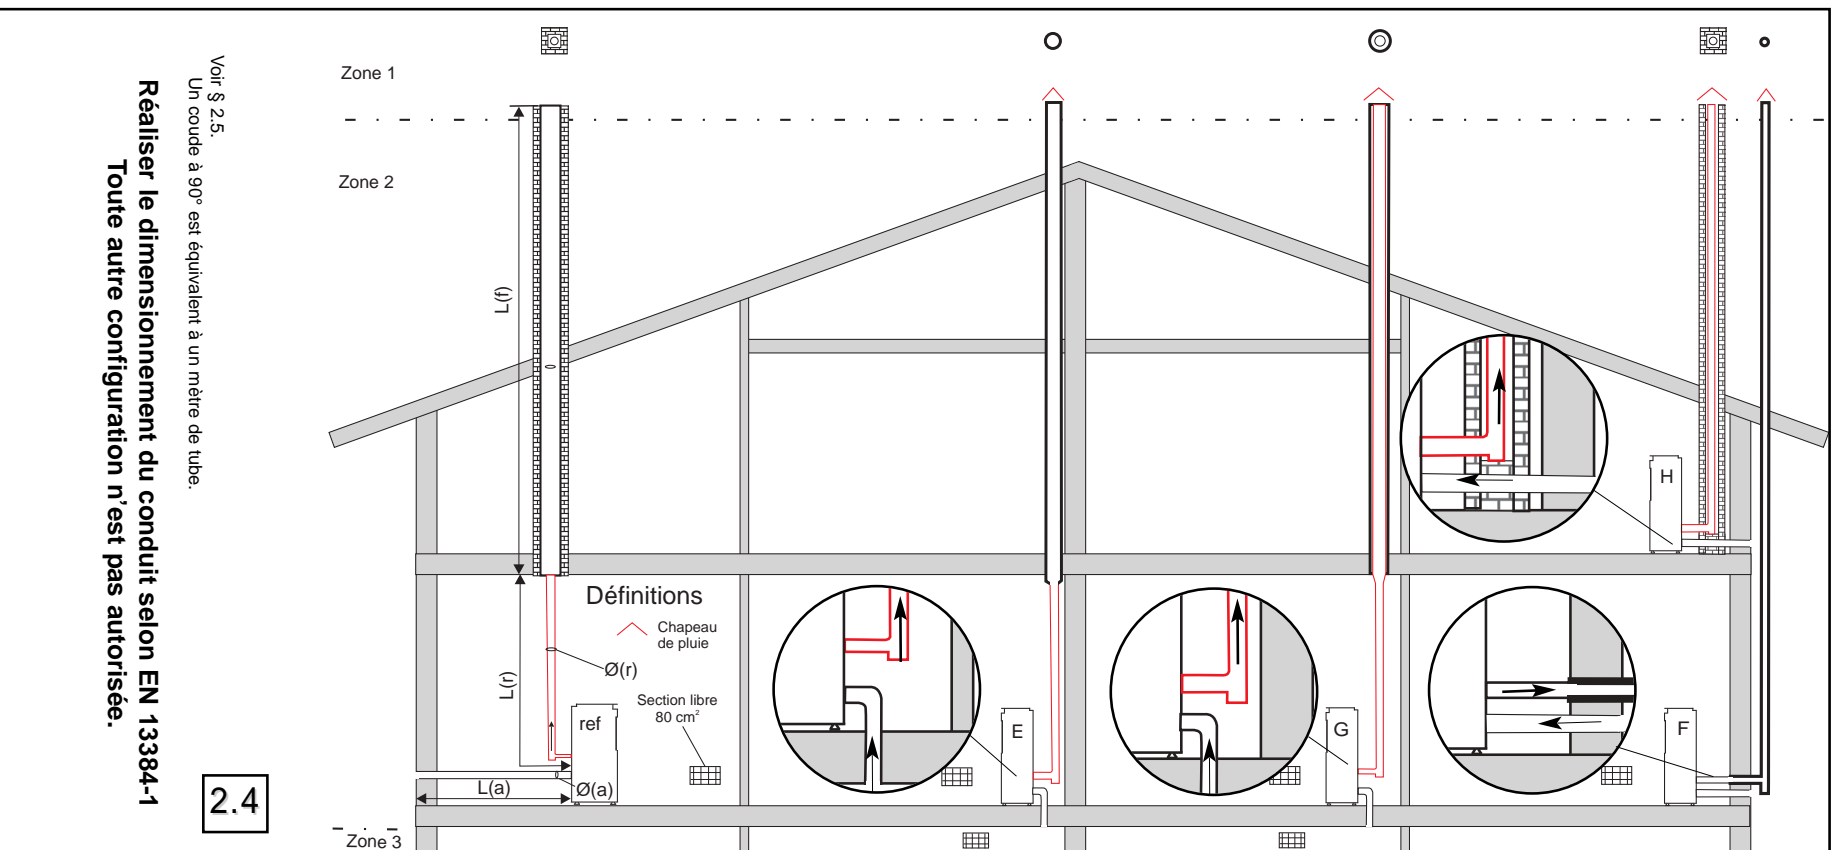 Zone 1
Zone 2
Voir § 2.5.
Un coude à 90° est équivalent à un mètre de tube.
Réaliser le dimensionnement du conduit selon EN 13384-1
Toute autre configuration n'est pas autorisée.
2.4
L(f)
L(r)
Définitions
Chapeau
de pluie
Ø(r)
Section libre
80 cm²
ref
L(a)
Ø(a)
E
G
F
H
Zone 3